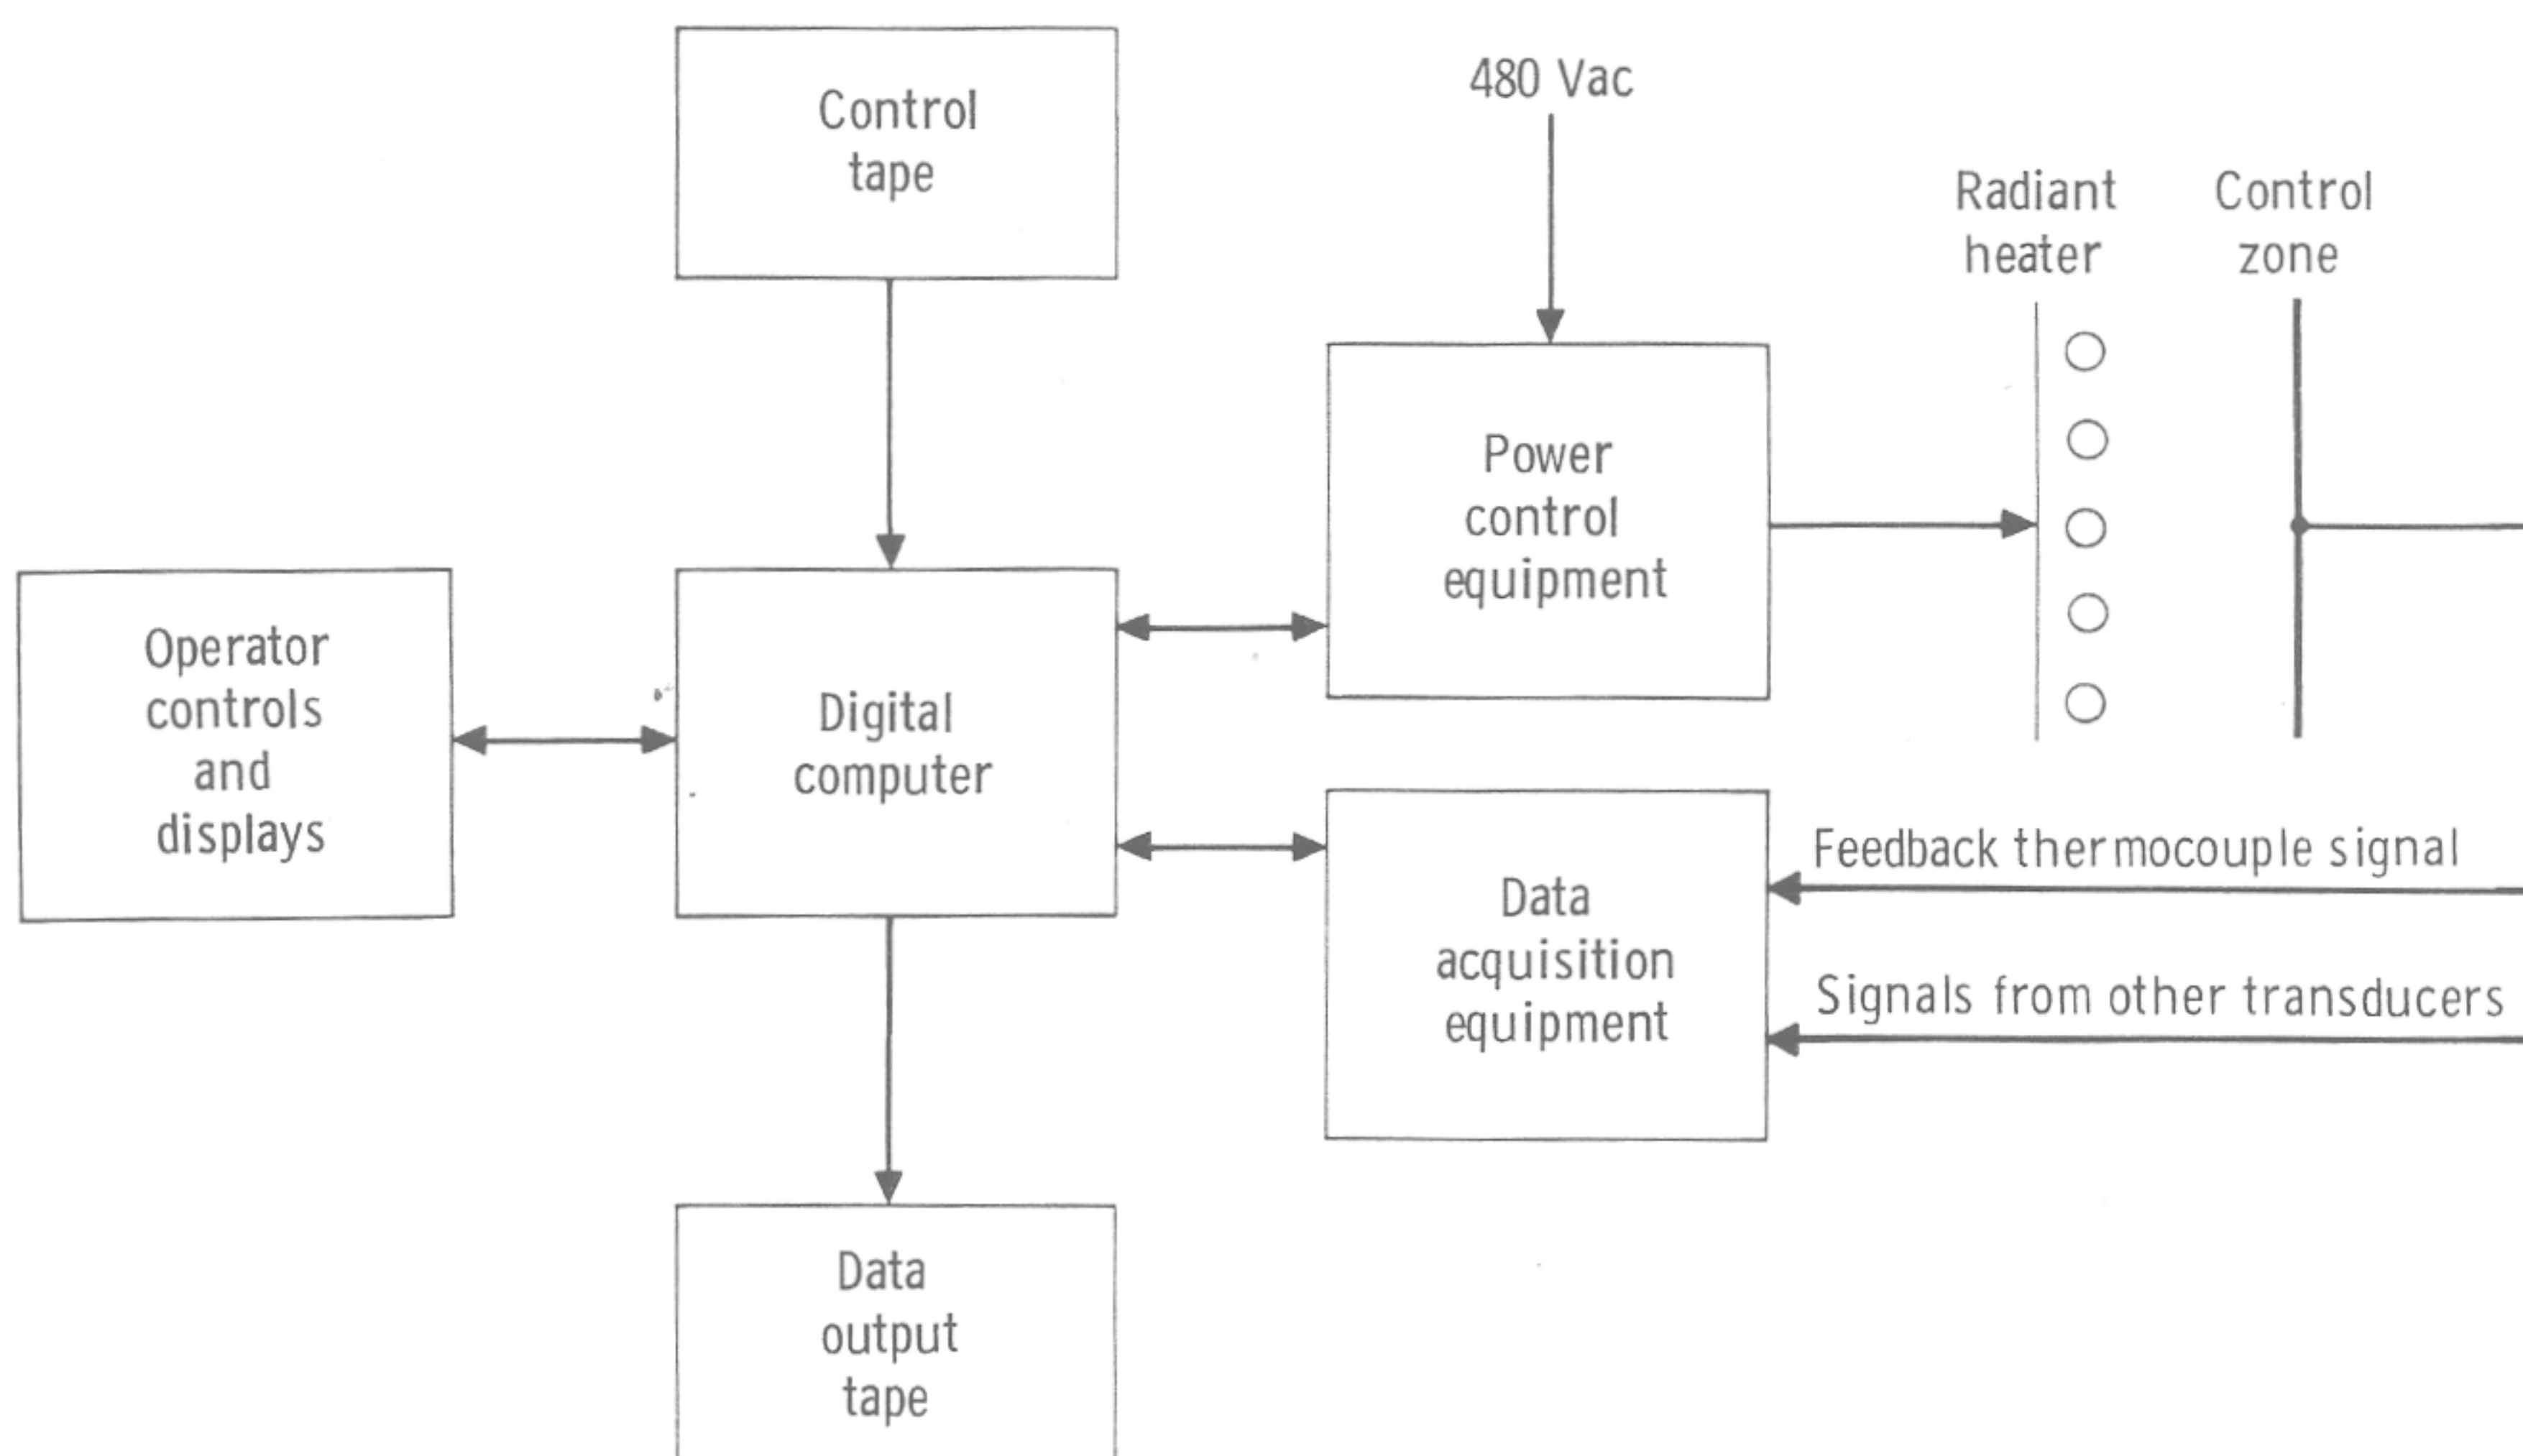 Control
tape
480 Vac
Radiant
heater
Control
zone
Power
control
equipment
Operator
controls
and
displays
Digital
computer
Feedback thermocouple signal
Data
acquisition
equipment
Signals from other transducers
Data
output
tape